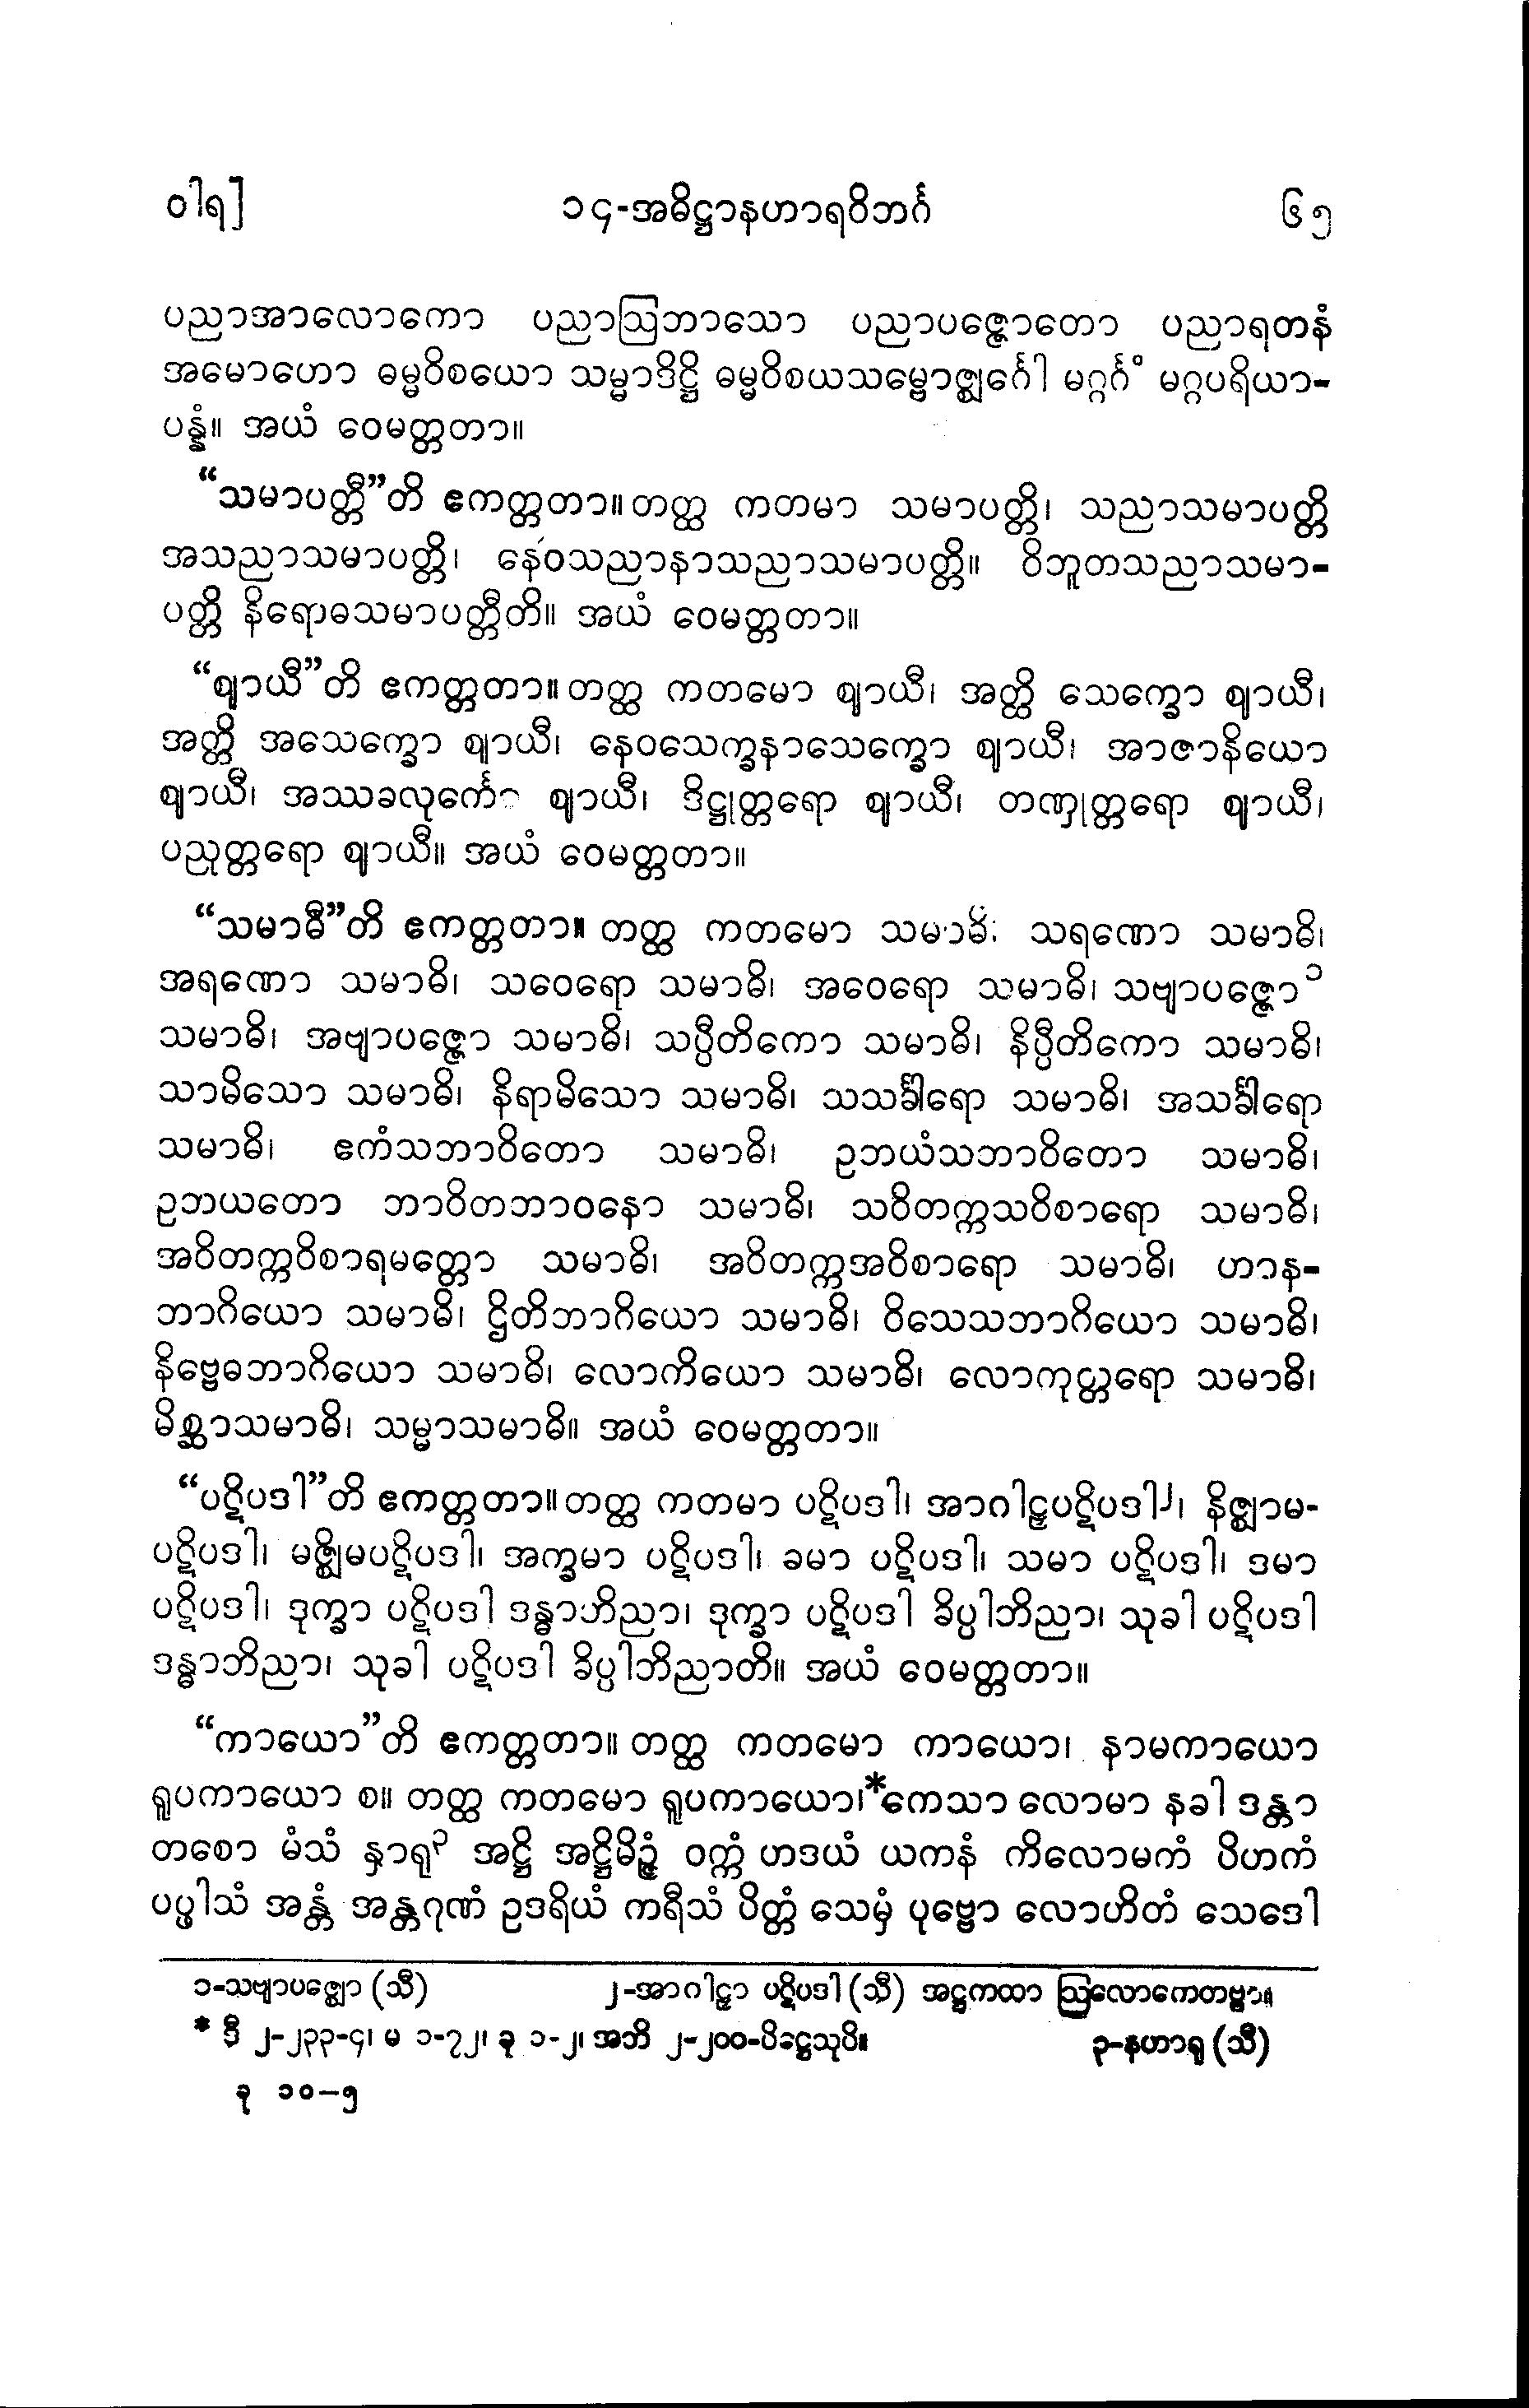 ဝါရ]
၁၄-အဓိဋ္ဌာနဟာရဝိဘင်္ဂ
၆၅
ပညာအာလောကော ပညာဩဘာသော ပညာပဇ္ဇောတော ပညာရတနံ
အမောဟော ဓမ္မဝိစယော သမ္မာဒိဋ္ဌိ ဓမ္မဝိစယသမ္ဗောဇ္ဈင်္ဂေါ မဂ္ဂင်္ဂံ မဂ္ဂပရိယာ-
ပန္နံ။ အယံ ဝေမတ္တတာ။
“သမာပတ္တီ”တိ ဧကတ္တတာ။ တတ္ထ ကတမာ သမာပတ္တိ၊ သညာသမာပတ္တိ
အသညာသမာပတ္တိ၊ နေဝသညာနာသညာသမာပတ္တိ။ ဝိဘူတသညာသမာ-
ပတ္တိ နိရောဓသမာပတ္တီတိ။ အယံ ဝေမတ္တတာ။
“ဈာယီ”တိ ဧကတ္တတာ။ တတ္ထ ကတမော ဈာယီ၊ အတ္ထိ သေက္ခော ဈာယီ၊
အတ္ထိ အသေက္ခော ဈာယီ၊ နေဝသေက္ခနာသေက္ခော ဈာယီ၊ အာဇာနိယော
ဈာယီ၊ အဿခလုင်္ကော ဈာယီ၊ ဒိဋ္ဌုတ္တရော ဈာယီ၊ တဏှုတ္တရော ဈာယီ၊
ပညုတ္တရော ဈာယီ။ အယံ ဝေမတ္တတာ။
“သမာဓီ”တိ ဧကတ္တတာ။ တတ္ထ ကတမော သမာဓိ၊ သရဏော သမာဓိ၊
အရဏော သမာဓိ၊ သဝေရော သမာဓိ၊ အဝေရော သမာဓိ၊ သဗျာပဇ္ဇော၁
သမာဓိ၊ အဗျာပဇ္ဇော သမာဓိ၊ သပ္ပီတိကော သမာဓိ၊ နိပ္ပီတိကော သမာဓိ၊
သာမိသော သမာဓိ၊ နိရာမိသော သမာဓိ၊ သသင်္ခါရော သမာဓိ၊ အသင်္ခါရော
သမာဓိ၊ ဧကံသဘာဝိတော သမာဓိ၊ ဥဘယံသဘာဝိတော သမာဓိ၊
ဥဘယတော ဘာဝိတဘာဝနော သမာဓိ၊ သဝိတက္ကသဝိစာရော သမာဓိ၊
အဝိတက္ကဝိစာရမတ္တော သမာဓိ၊ အဝိတက္ကအဝိစာရော သမာဓိ၊ ဟာန-
ဘာဂိယော သမာဓိ၊ ဌိတိဘာဂိယော သမာဓိ၊ ဝိသေသဘာဂိယော သမာဓိ၊
နိဗ္ဗေဓဘာဂိယော သမာဓိ၊ လောကိယော သမာဓိ၊ လောကုတ္တရော သမာဓိ၊
မိစ္ဆာသမာဓိ၊ သမ္မာသမာဓိ။ အယံ ဝေမတ္တတာ။
“ပဋိပဒါ”တိ ဧကတ္တတာ။ တတ္ထ ကတမာ ပဋိပဒါ၊ အာဂါဠှပဋိပဒါ၂၊ နိဇ္ဈာမ-
ပဋိပဒါ၊ မဇ္ဈိမပဋိပဒါ၊ အက္ခမာ ပဋိပဒါ၊ ခမာ ပဋိပဒါ၊ သမာ ပဋိပဒါ၊ ဒမာ
ပဋိပဒါ၊ ဒုက္ခာ ပဋိပဒါ ဒန္ဓာဘိညာ၊ ဒုက္ခာ ပဋိပဒါ ခိပ္ပါဘိညာ၊ သုခါ ပဋိပဒါ
ဒန္ဓာဘိညာ၊ သုခါ ပဋိပဒါ ခိပ္ပါဘိညာတိ။ အယံ ဝေမတ္တတာ။
“ကာယော”တိ ဧကတ္တတာ။ တတ္ထ ကတမော ကာယော၊ နာမကာယော
ရူပကာယော စ။ တတ္ထ ကတမော ရူပကာယော၊*ကေသာ လောမာ နခါ ဒန္တာ
တစော မံသံ နှာရု၃ အဋ္ဌိ အဋ္ဌိမိဉ္ဇံ ဝက္ကံ ဟဒယံ ယကနံ ကိလောမကံ ပိဟကံ
ပပ္ဖါသံ အန္တံ အန္တဂုဏံ ဥဒရိယံ ကရီသံ ပိတ္တံ သေမှံ ပုဗ္ဗော လောဟိတံ သေဒေါ
၁-သဗျာပဇ္ဈော (သီ) ၂-အာဂါဠှာ ပဋိပဒါ (သီ) အဋ္ဌကထာ ဩလောကေတဗ္ဗာ။
* ဒီ ၂-၂၃၃-၄၊ မ ၁-၇၂၊ ခု ၁-၂၊ အဘိ ၂-၂၀၀-ပိဋ္ဌေသုပိ။ ၃-နဟာရု (သီ)
ခု ၁၀–၅